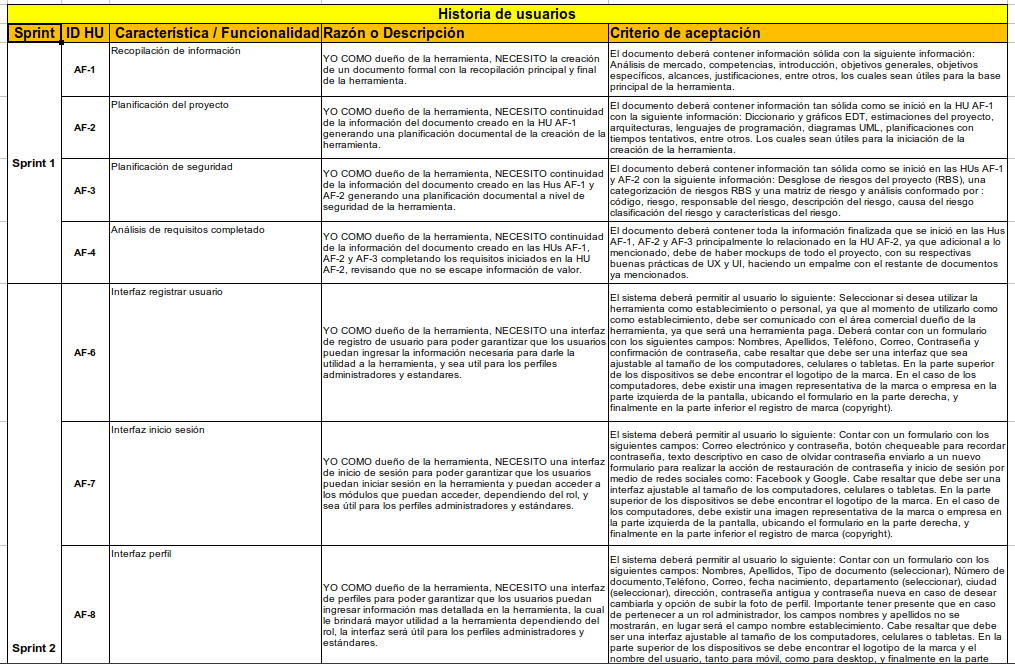 Historia de usuarios
Sprint ID HU Característica / Funcionalidad Razón o Descripción Criterio de aceptación
Sprint 1
AF-1
Recopilación de información
YO COMO dueño de la herramienta, NECESITO la creación
de un documento formal con la recopilación principal y final
de la herramienta.
El documento deberá contener información sólida con la siguiente información:
Análisis de mercado, competencias, introducción, objetivos generales, objetivos
específicos, alcances, justificaciones, entre otros, los cuales sean útiles para la base
principal de la herramienta.
AF-2
Planificación del proyecto
YO COMO dueño de la herramienta, NECESITO continuidad
de la información del documento creado en la HU AF-1
generando una planificación documental de la creación de la
herramienta.
El documento deberá contener información tan sólida como se inició en la HU AF-1
con la siguiente información: Diccionario y gráficos EDT, estimaciones del proyecto,
arquitecturas, lenguajes de programación, diagramas UML, planificaciones con
tiempos tentativos, entre otros. Los cuales sean útiles para la iniciación de la
creación de la herramienta.
AF-3
Planificación de seguridad
YO COMO dueño de la herramienta, NECESITO continuidad
de la información del documento creado en las Hus AF-1 y
AF-2 generando una planificación documental a nivel de
seguridad de la herramienta.
El documento deberá contener información tan sólida como se inició en las HUs AF-1
y AF-2 con la siguiente información: Desglose de riesgos del proyecto (RBS), una
categorización de riesgos RBS y una matriz de riesgo y análisis conformado por :
código, riesgo, responsable del riesgo, descripción del riesgo, causa del riesgo
clasificación del riesgo y características del riesgo.
AF-4
Análisis de requisitos completado
YO COMO dueño de la herramienta, NECESITO continuidad
de la información del documento creado en las HUs AF-1,
AF-2 y AF-3 completando los requisitos iniciados en la HU
AF-2, revisando que no se escape información de valor.
El documento deberá contener toda la información finalizada que se inició en las Hus
AF-1, AF-2 y AF-3 principalmente lo relacionado en la HU AF-2, ya que adicional a lo
mencionado, debe de haber mockups de todo el proyecto, con su respectivas
buenas prácticas de UX y UI, haciendo un empalme con el restante de documentos
ya mencionados.
Sprint 2
AF-6
Interfaz registrar usuario
YO COMO dueño de la herramienta, NECESITO una interfaz
de registro de usuario para poder garantizar que los usuarios
puedan ingresar la información necesaria para darle la
utilidad a la herramienta, y sea util para los perfiles
administradores y estandares.
El sistema deberá permitir al usuario lo siguiente: Seleccionar si desea utilizar la
herramienta como establecimiento o personal, ya que al momento de utilizarlo como
como establecimiento, debe ser comunicado con el área comercial dueño de la
herramienta, ya que será una herramienta paga. Deberá contar con un formulario
con los siguientes campos: Nombres, Apellidos, Teléfono, Correo, Contraseña y
confirmación de contraseña, cabe resaltar que debe ser una interfaz que sea
ajustable al tamaño de los computadores, celulares o tabletas. En la parte superior
de los dispositivos se debe encontrar el logotipo de la marca. En el caso de los
computadores, debe existir una imagen representativa de la marca o empresa en la
parte izquierda de la pantalla, ubicando el formulario en la parte derecha, y
finalmente en la parte inferior el registro de marca (copyright).
AF-7
Interfaz inicio sesión
YO COMO dueño de la herramienta, NECESITO una interfaz
de inicio de sesión para poder garantizar que los usuarios
puedan iniciar sesión en la herramienta y puedan acceder a
los módulos que puedan acceder, dependiendo del rol, y
sea útil para los perfiles administradores y estándares.
El sistema deberá permitir al usuario lo siguiente: Contar con un formulario con los
siguientes campos: Correo electrónico y contraseña, botón chequeable para recordar
contraseña, texto descriptivo en caso de olvidar contraseña enviarlo a un nuevo
formulario para realizar la acción de restauración de contraseña y inicio de sesión por
medio de redes sociales como: Facebook y Google. Cabe resaltar que debe ser una
interfaz ajustable al tamaño de los computadores, celulares o tabletas. En la parte
superior de los dispositivos se debe encontrar el logotipo de la marca. En el caso de
los computadores, debe existir una imagen representativa de la marca o empresa en
la parte izquierda de la pantalla, ubicando el formulario en la parte derecha, y
finalmente en la parte inferior el registro de marca (copyright).
AF-8
Interfaz perfil
YO COMO dueño de la herramienta, NECESITO una interfaz
de perfiles para poder garantizar que los usuarios puedan
ingresar información mas detallada en la herramienta, la cual
le brindará mayor utilidad a la herramienta dependiendo del
rol, la interfaz será útil para los perfiles administradores y
estándares.
El sistema deberá permitir al usuario lo siguiente: Contar con un formulario con los
siguientes campos: Nombres, Apellidos, Tipo de documento (seleccionar), Número de
documento,Teléfono, Correo, fecha nacimiento, departamento (seleccionar), ciudad
(seleccionar), dirección, contraseña antigua y contraseña nueva en caso de desear
cambiarla y opción de subir la foto de perfil. Importante tener presente que en caso
de pertenecer a un rol administrador, los campos nombres y apellidos no se
mostrarán, en lugar será el campo nombre establecimiento. Cabe resaltar que debe
ser una interfaz ajustable al tamaño de los computadores, celulares o tabletas. En la
parte superior de los dispositivos se debe encontrar el logotipo de la marca y el
nombre del usuario, tanto para móvil, como para desktop, y finalmente en la parte